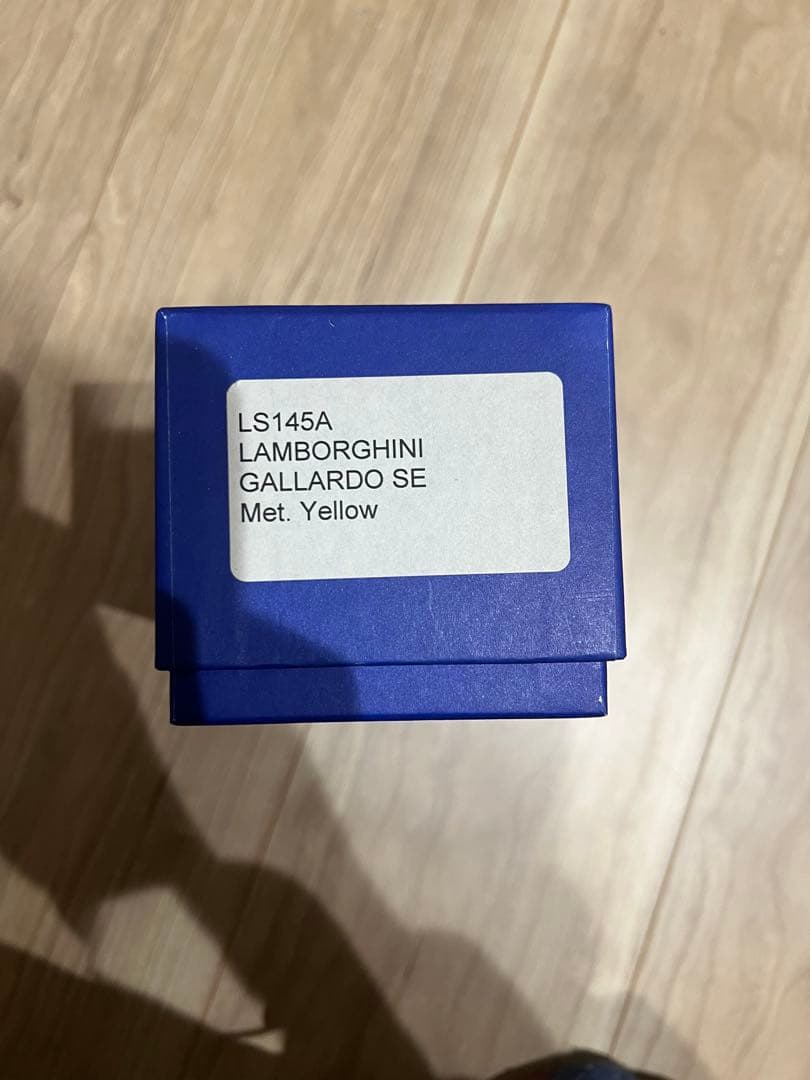 LS145A
LAMBORGHINI
GALLARDO SE
Met. Yellow